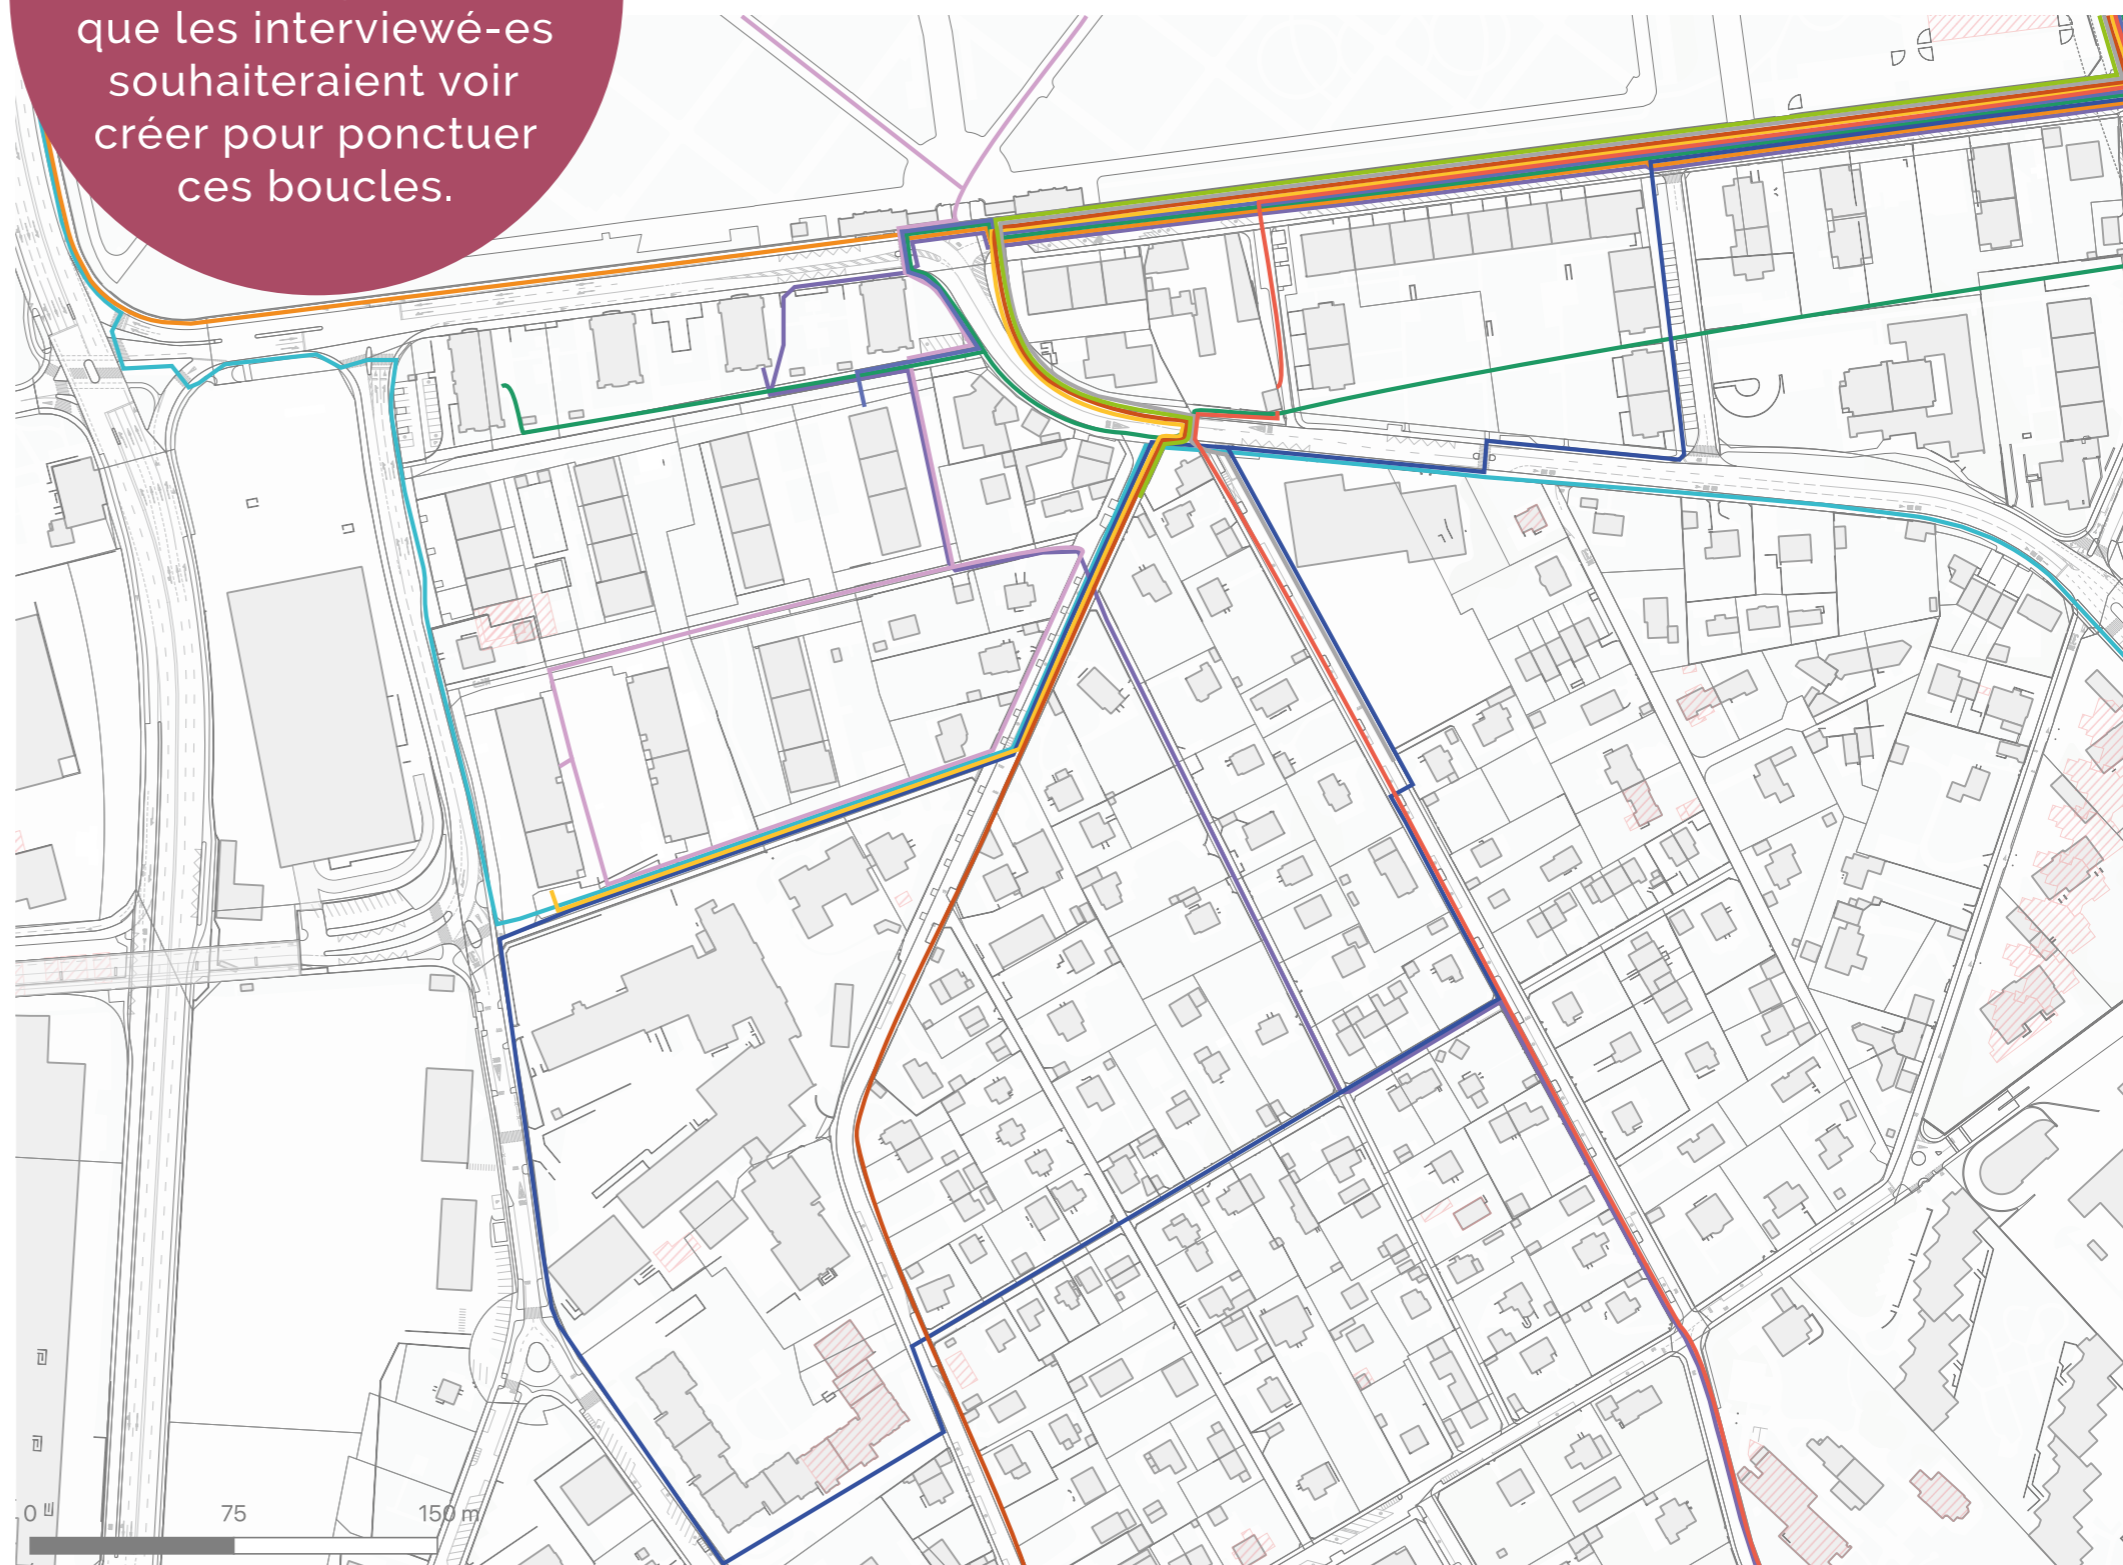 que les interviewé-es
souhaiteraient voir
créer pour ponctuer
ces boucles.
0 75 150 m